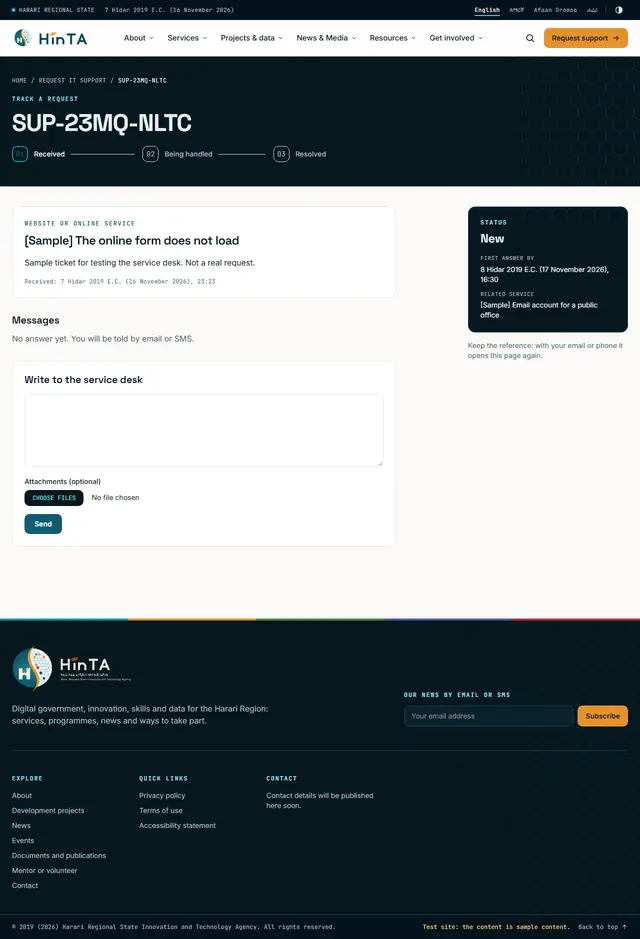 HARARI REGIONAL STATE 7 Hidar 2019 E.C. (16 November 2026)
English አማርኛ Afaan Oromoo ሐረሪ
HinTA
About Services Projects & data News & Media Resources Get involved Request support →
HOME / REQUEST IT SUPPORT / SUP-23MQ-NLTC
TRACK A REQUEST
SUP-23MQ-NLTC
01 Received 02 Being handled 03 Resolved
WEBSITE OR ONLINE SERVICE
[Sample] The online form does not load
Sample ticket for testing the service desk. Not a real request.
Received: 7 Hidar 2019 E.C. (16 November 2026), 23:23
Messages
No answer yet. You will be told by email or SMS.
Write to the service desk
Attachments (optional)
CHOOSE FILES No file chosen
Send
STATUS
New
FIRST ANSWER BY
8 Hidar 2019 E.C. (17 November 2026),
16:30
RELATED SERVICE
[Sample] Email account for a public
office
Keep the reference: with your email or phone it
opens this page again.
HinTA
Digital government, innovation, skills and data for the Harari Region:
services, programmes, news and ways to take part.
OUR NEWS BY EMAIL OR SMS
Your email address Subscribe
EXPLORE
About
Development projects
News
Events
Documents and publications
Mentor or volunteer
Contact
QUICK LINKS
Privacy policy
Terms of use
Accessibility statement
CONTACT
Contact details will be published
here soon.
© 2019 (2026) Harari Regional State Innovation and Technology Agency. All rights reserved.
Test site: the content is sample content. Back to top ↑